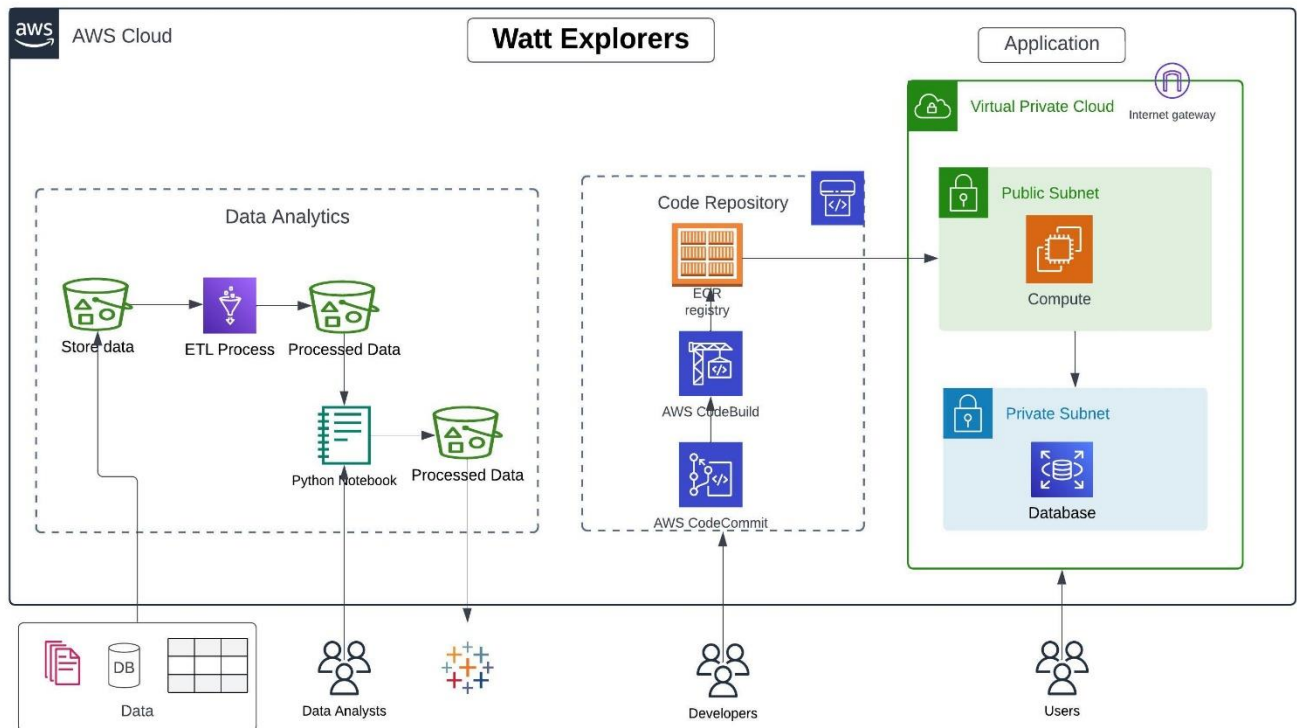 aws
AWS Cloud
Watt Explorers
Application
Virtual Private Cloud
Internet gateway
Data Analytics
Store data
ETL Process
Processed Data
Python Notebook
Processed Data
Code Repository
ECR
registry
AWS CodeBuild
AWS CodeCommit
Public Subnet
Compute
Private Subnet
Database
DB
Data
Data Analysts
Developers
Users